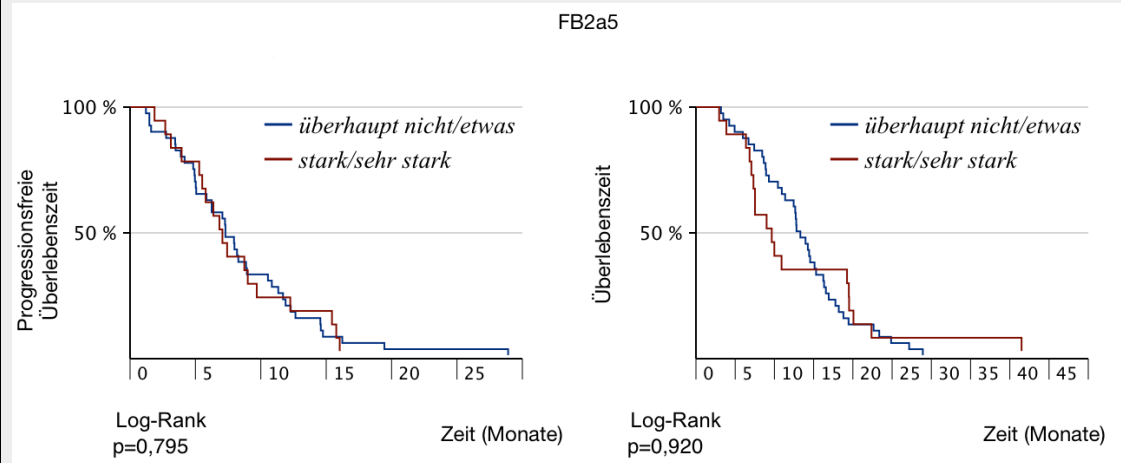 FB2a5
100 %
überhaupt nicht/etwas
stark/sehr stark
50 %
Progressionsfreie
Überlebenszeit
0 5 10 15 20 25
Log-Rank
p=0,795
Zeit (Monate)
100 %
überhaupt nicht/etwas
stark/sehr stark
50 %
Überlebenszeit
0 5 10 15 20 25 30 35 40 45
Log-Rank
p=0,920
Zeit (Monate)